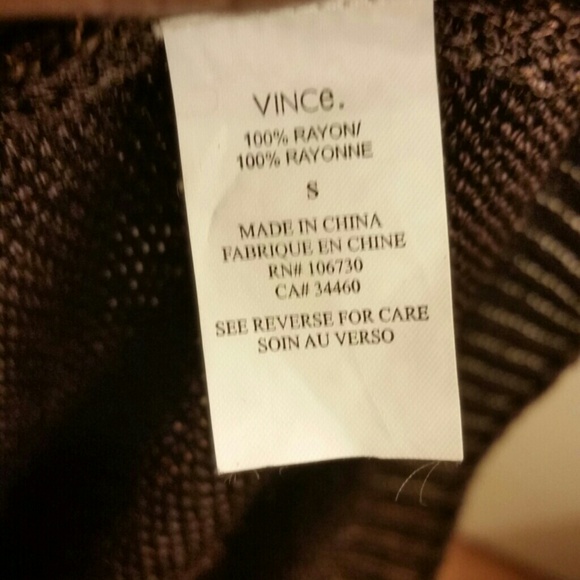 VINCe.
100% RAYON/
100% RAYONNE
S
MADE IN CHINA
FABRIQUE EN CHINE
RN# 106730
CA# 34460
SEE REVERSE FOR CARE
SOIN AU VERSO